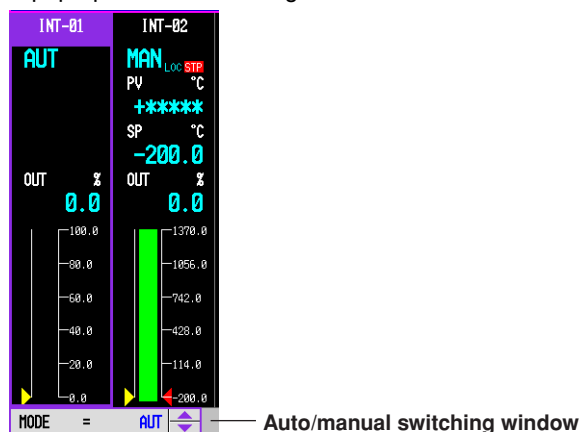 INT-01
AUT
OUT %
0.0
100.0
80.0
60.0
40.0
20.0
0.0
INT-02
MAN LOC STP
PV °C
+*****
SP °C
-200.0
OUT %
0.0
1370.0
1056.0
742.0
428.0
-114.0
-200.0
MODE = AUT
Auto/manual switching window